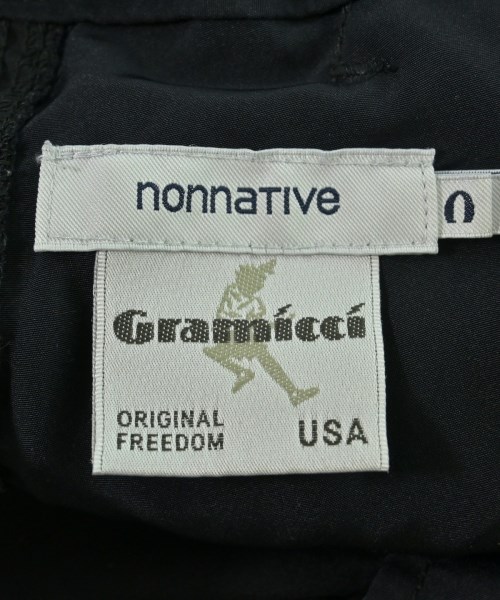 nonnative
0
Gramicci
ORIGINAL
FREEDOM
USA